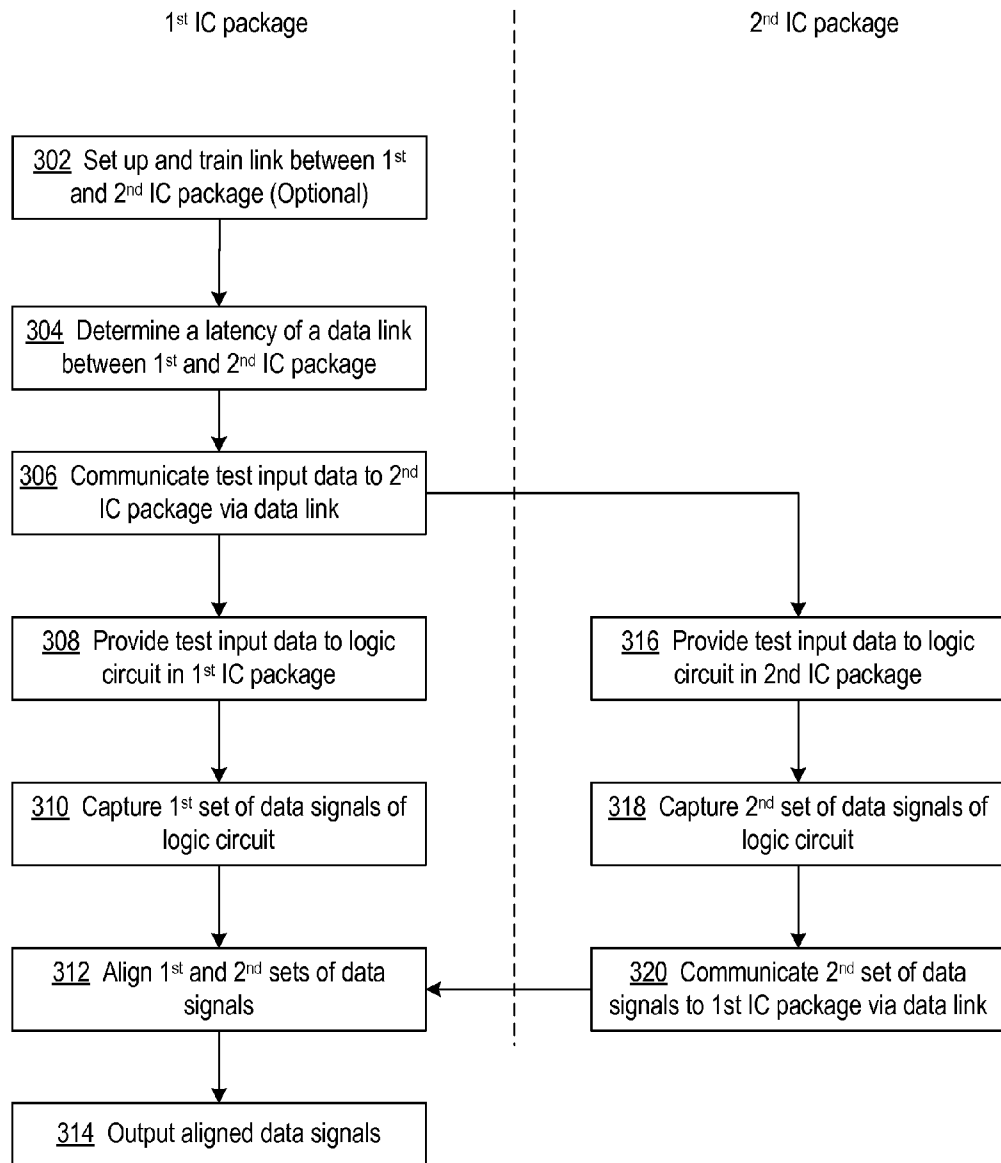 1st IC package
2nd IC package
302 Set up and train link between 1st
and 2nd IC package (Optional)
304 Determine a latency of a data link
between 1st and 2nd IC package
306 Communicate test input data to 2nd
IC package via data link
308 Provide test input data to logic
circuit in 1st IC package
316 Provide test input data to logic
circuit in 2nd IC package
310 Capture 1st set of data signals of
logic circuit
318 Capture 2nd set of data signals of
logic circuit
312 Align 1st and 2nd sets of data
signals
320 Communicate 2nd set of data
signals to 1st IC package via data link
314 Output aligned data signals